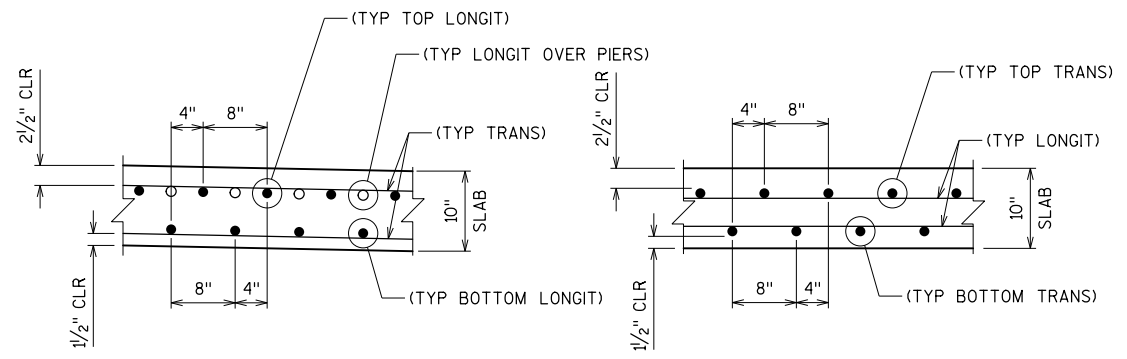 (TYP TOP LONGIT)
(TYP LONGIT OVER PIERS)
(TYP TRANS)
(TYP BOTTOM LONGIT)
2½" CLR
4"
8"
10"
SLAB
8"
4"
1½" CLR
(TYP TOP TRANS)
(TYP LONGIT)
(TYP BOTTOM TRANS)
2½" CLR
4"
8"
10"
SLAB
8"
4"
1½" CLR